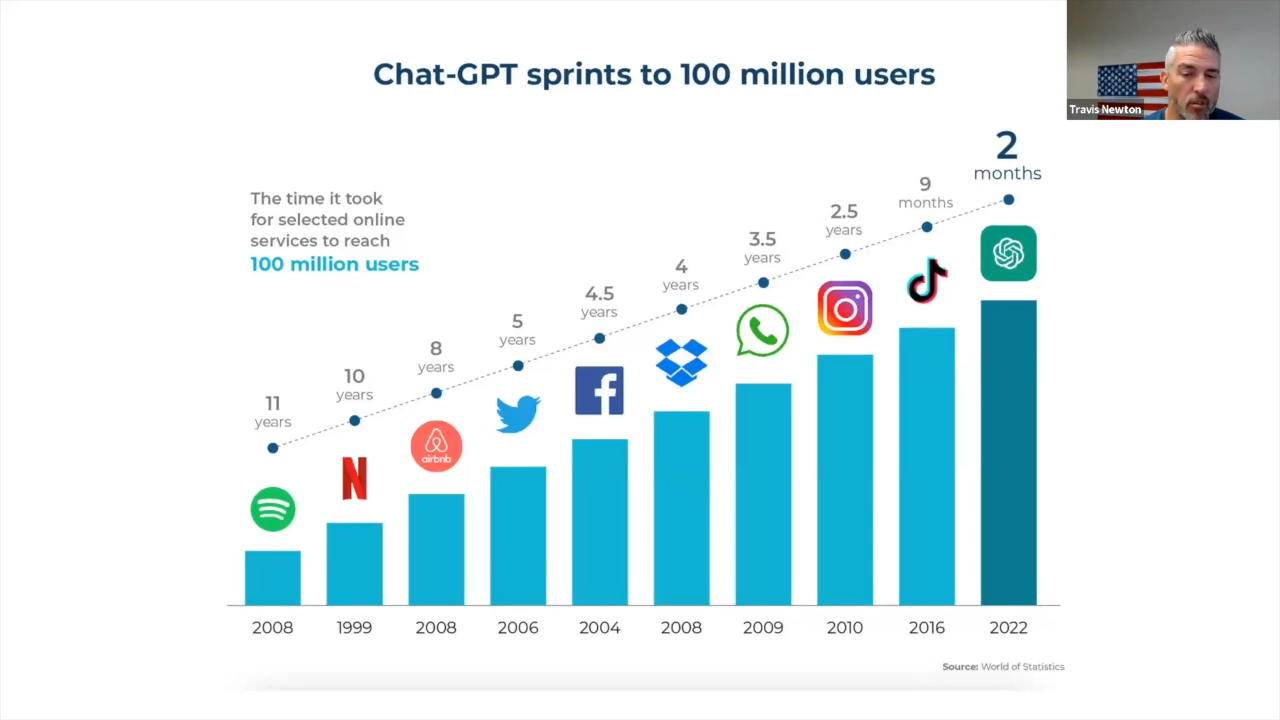 Chat-GPT sprints to 100 million users
Travis Newton
The time it took
for selected online
services to reach
100 million users
11
years
10
years
8
years
5
years
4.5
years
4
years
3.5
years
2.5
years
9
months
2
months
airbnb
2008
1999
2008
2006
2004
2008
2009
2010
2016
2022
Source: World of Statistics